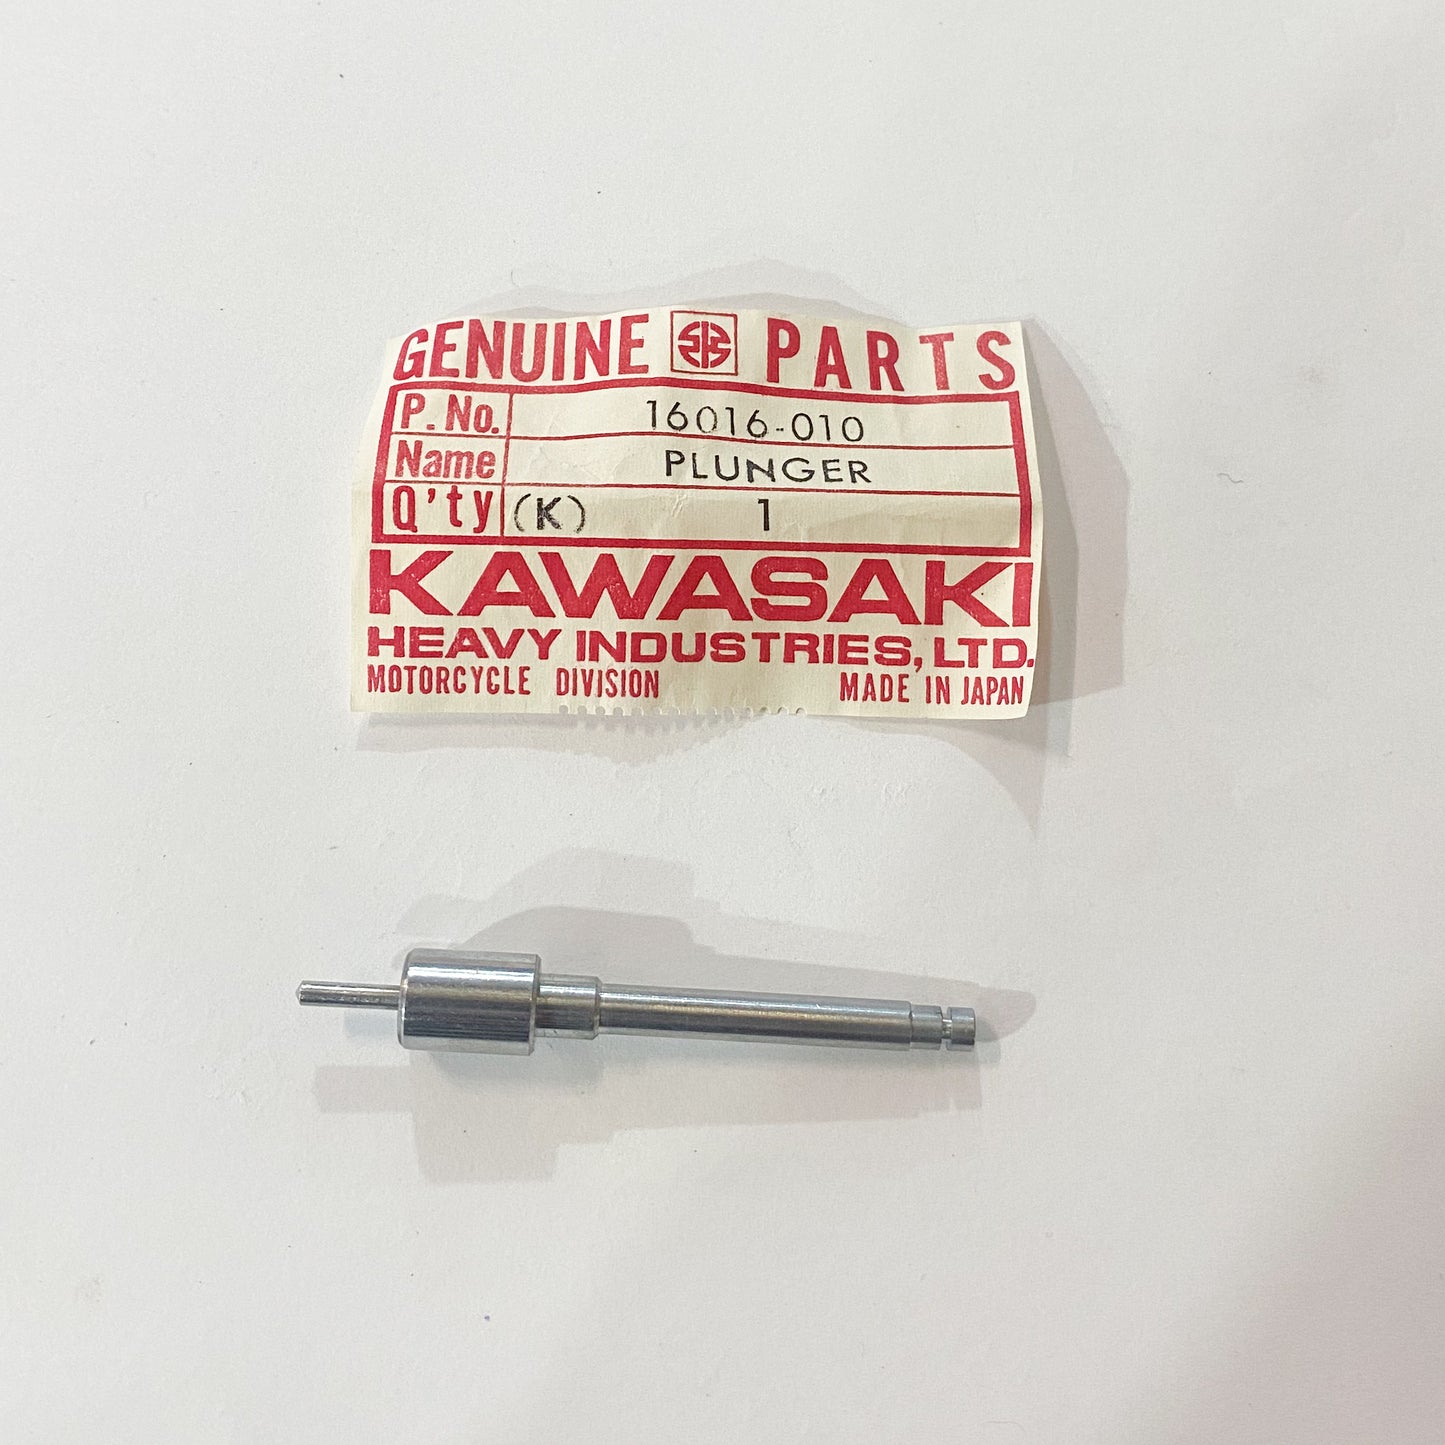 GENUINE PARTS
P. No. 16016-010
Name PLUNGER
Q'ty (K) 1
KAWASAKI
HEAVY INDUSTRIES, LTD.
MOTORCYCLE DIVISION MADE IN JAPAN